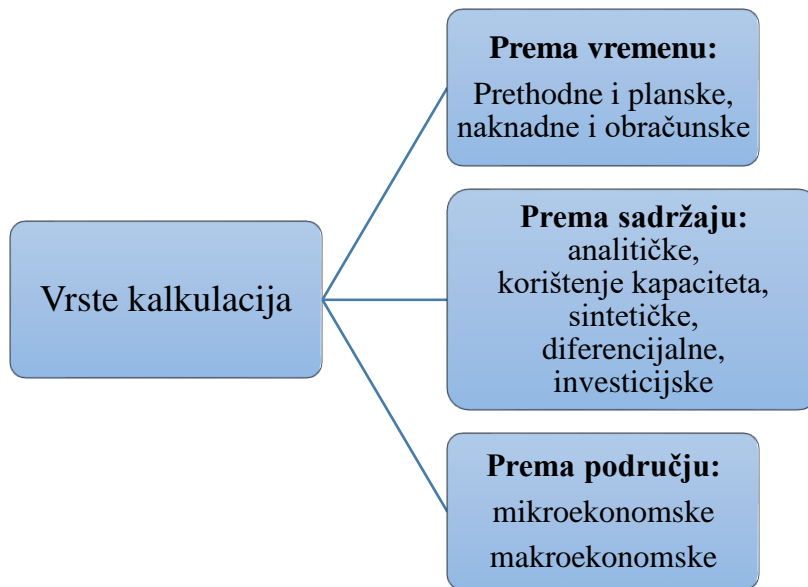 Vrste kalkulacija
Prema vremenu:
Prethodne i planske,
naknadne i obračunske
Prema sadržaju:
analitičke,
korištenje kapaciteta,
sintetičke,
diferencijalne,
investicijske
Prema području:
mikroekonomske
makroekonomske